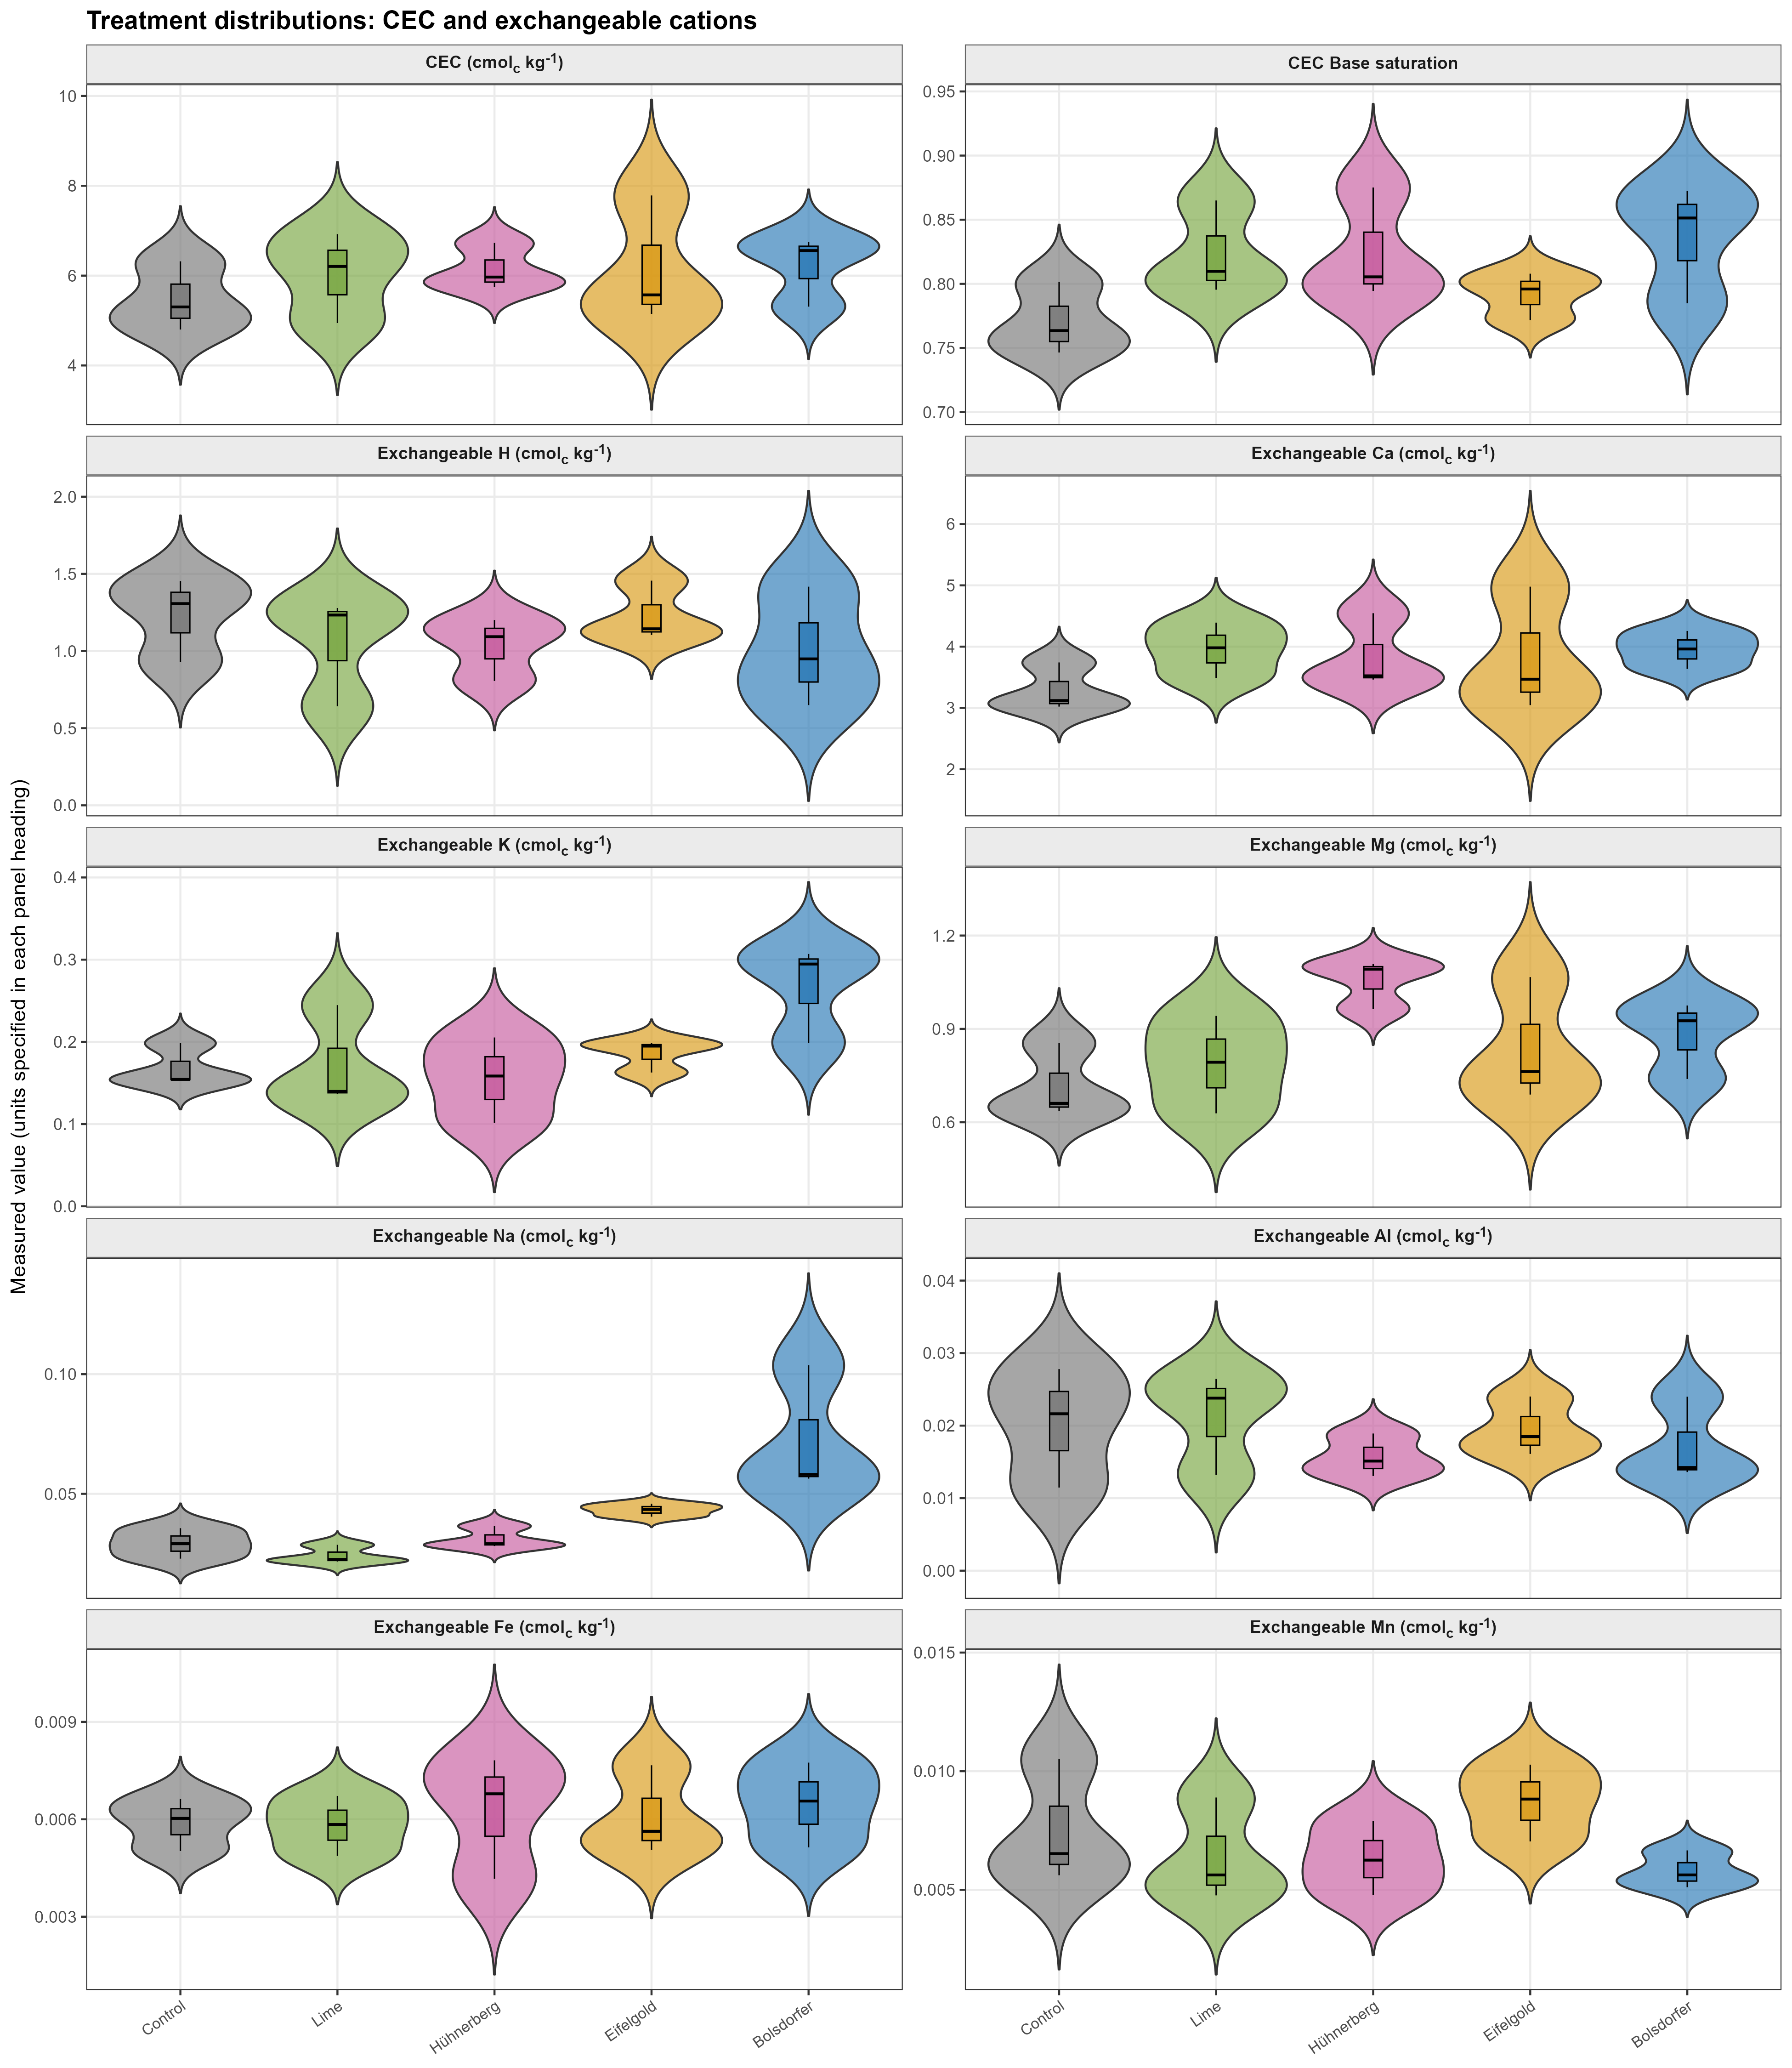 Treatment distributions: CEC and exchangeable cations
CEC (cmolc kg-1)
CEC Base saturation
10
8
6
4
0.95
0.90
0.85
0.80
0.75
0.70
Exchangeable H (cmolc kg-1)
Exchangeable Ca (cmolc kg-1)
2.0
1.5
1.0
0.5
0.0
6
5
4
3
2
Exchangeable K (cmolc kg-1)
Exchangeable Mg (cmolc kg-1)
0.4
0.3
0.2
0.1
0.0
1.2
0.9
0.6
Measured value (units specified in each panel heading)
Exchangeable Na (cmolc kg-1)
Exchangeable Al (cmolc kg-1)
0.10
0.05
0.04
0.03
0.02
0.01
0.00
Exchangeable Fe (cmolc kg-1)
Exchangeable Mn (cmolc kg-1)
0.009
0.006
0.003
0.015
0.010
0.005
Control
Lime
Hühnerberg
Eifelgold
Bolsdorfer
Control
Lime
Hühnerberg
Eifelgold
Bolsdorfer